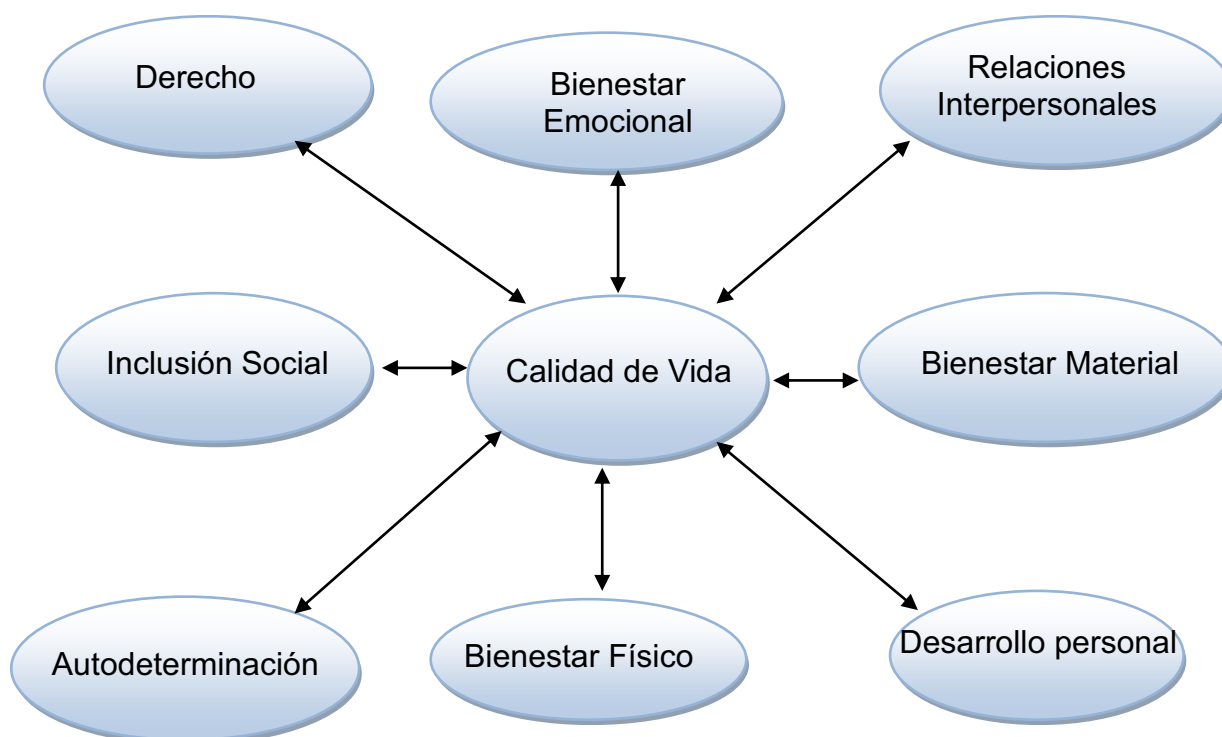 Derecho
Bienestar
Emocional
Relaciones
Interpersonales
Inclusión Social
Calidad de Vida
Bienestar Material
Autodeterminación
Bienestar Físico
Desarrollo personal